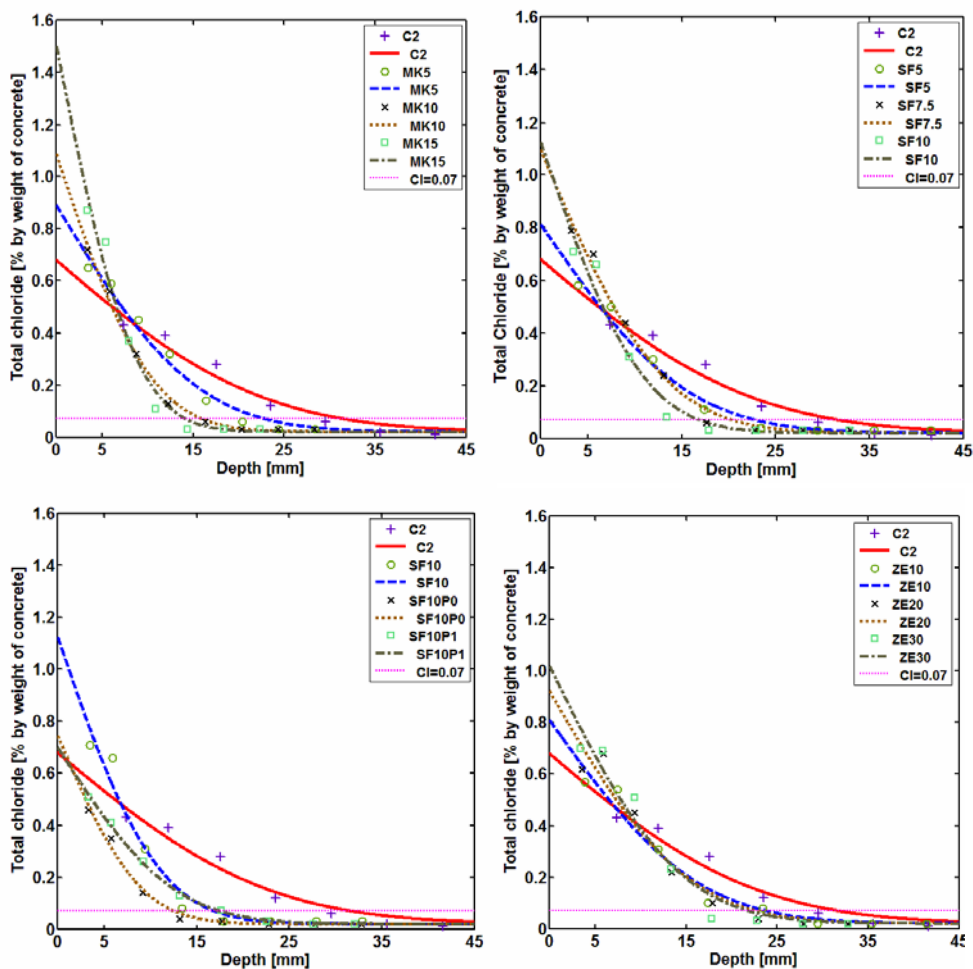 1.6
1.4
1.2
1.0
0.8
0.6
0.4
0.2
0
Total chloride [% by weight of concrete]
C2
C2
MK5
MK5
MK10
MK10
MK15
MK15
Cl=0.07
0 5 15 25 35 45
Depth [mm]
1.6
1.4
1.2
1.0
0.8
0.6
0.4
0.2
0
Total Chloride [% by weight of concrete]
C2
C2
SF5
SF5
SF7.5
SF7.5
SF10
SF10
Cl=0.07
0 5 15 25 35 45
Depth [mm]
1.6
1.4
1.2
1.0
0.8
0.6
0.4
0.2
0
Total chloride [% by weight of concrete]
C2
C2
SF10
SF10
SF10P0
SF10P0
SF10P1
SF10P1
Cl=0.07
0 5 15 25 35 45
Depth [mm]
1.6
1.4
1.2
1.0
0.8
0.6
0.4
0.2
0
Total chloride [% by weight of concrete]
C2
C2
ZE10
ZE10
ZE20
ZE20
ZE30
ZE30
Cl=0.07
0 5 15 25 35 45
Depth [mm]